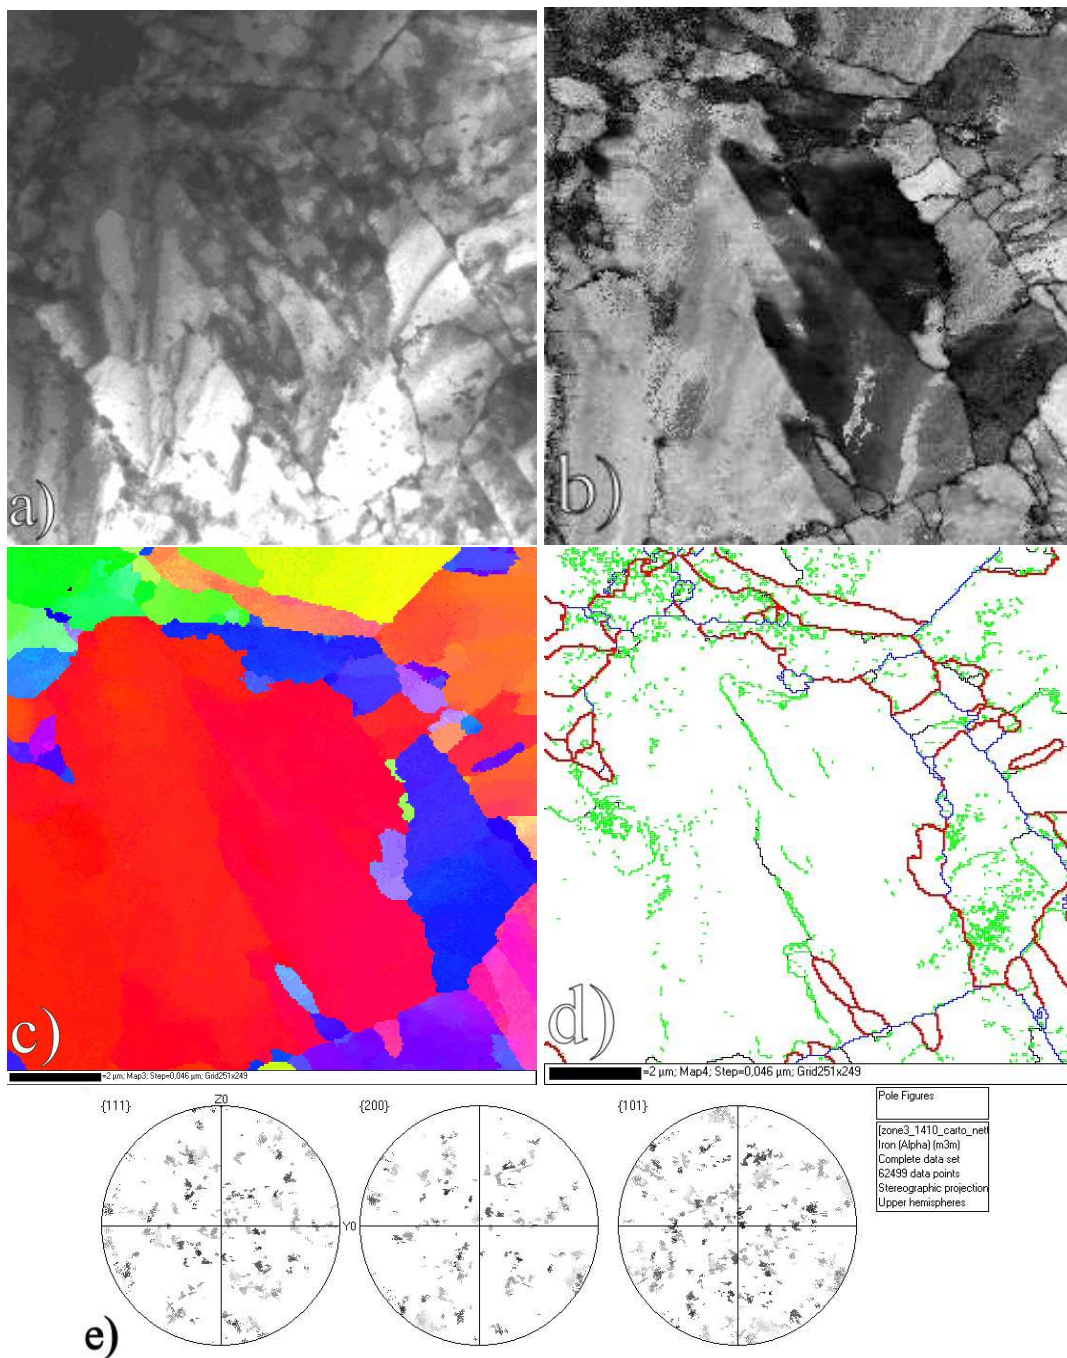 a)
b)
c)
d)
=2 µm; Map3; Step=0,046 µm; Grid251x249
=2 µm; Map4; Step=0,046 µm; Grid251x249
{111}
Z0
{200}
{101}
Y0
Pole Figures
[zone3_1410_carto_nett
Iron (Alpha) (m3m)
Complete data set
62499 data points
Stereographic projection
Upper hemispheres
e)